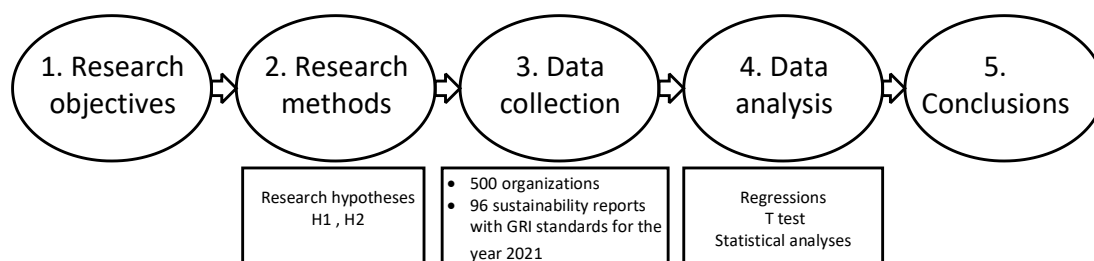 1. Research
objectives
2. Research
methods
3. Data
collection
4. Data
analysis
5.
Conclusions
Research hypotheses
H1 , H2
• 500 organizations
• 96 sustainability reports
with GRI standards for the
year 2021
Regressions
T test
Statistical analyses